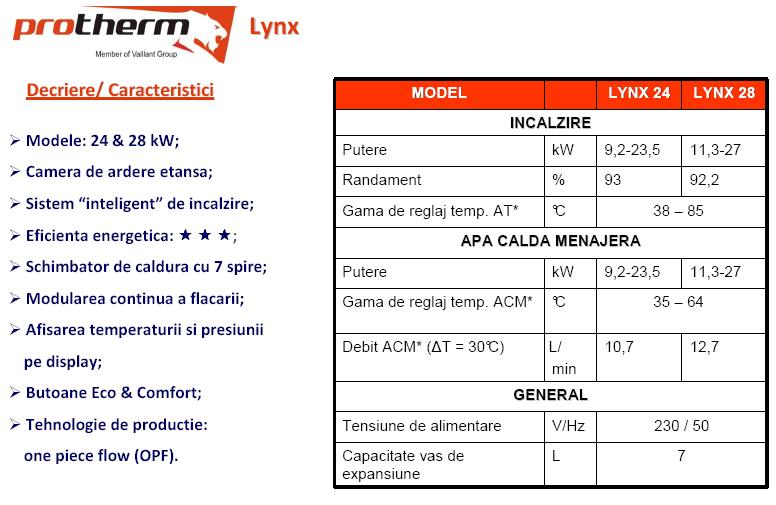 protherm
Member of Vaillant Group
Lynx
Decriere/ Caracteristici
Modele: 24 & 28 kW;
Camera de ardere etansa;
Sistem “inteligent” de incalzire;
Eficienta energetica: ★ ★ ★;
Schimbator de caldura cu 7 spire;
Modularea continua a flacarii;
Afisarea temperaturii si presiunii
pe display;
Butoane Eco & Comfort;
Tehnologie de productie:
one piece flow (OPF).
MODEL LYNX 24 LYNX 28
INCALZIRE
Putere kW 9,2-23,5 11,3-27
Randament % 93 92,2
Gama de reglaj temp. AT* °C 38 – 85
APA CALDA MENAJERA
Putere kW 9,2-23,5 11,3-27
Gama de reglaj temp. ACM* °C 35 – 64
Debit ACM* (ΔT = 30°C) L/ 10,7 12,7
min
GENERAL
Tensiune de alimentare V/Hz 230 / 50
Capacitate vas de L 7
expansiune